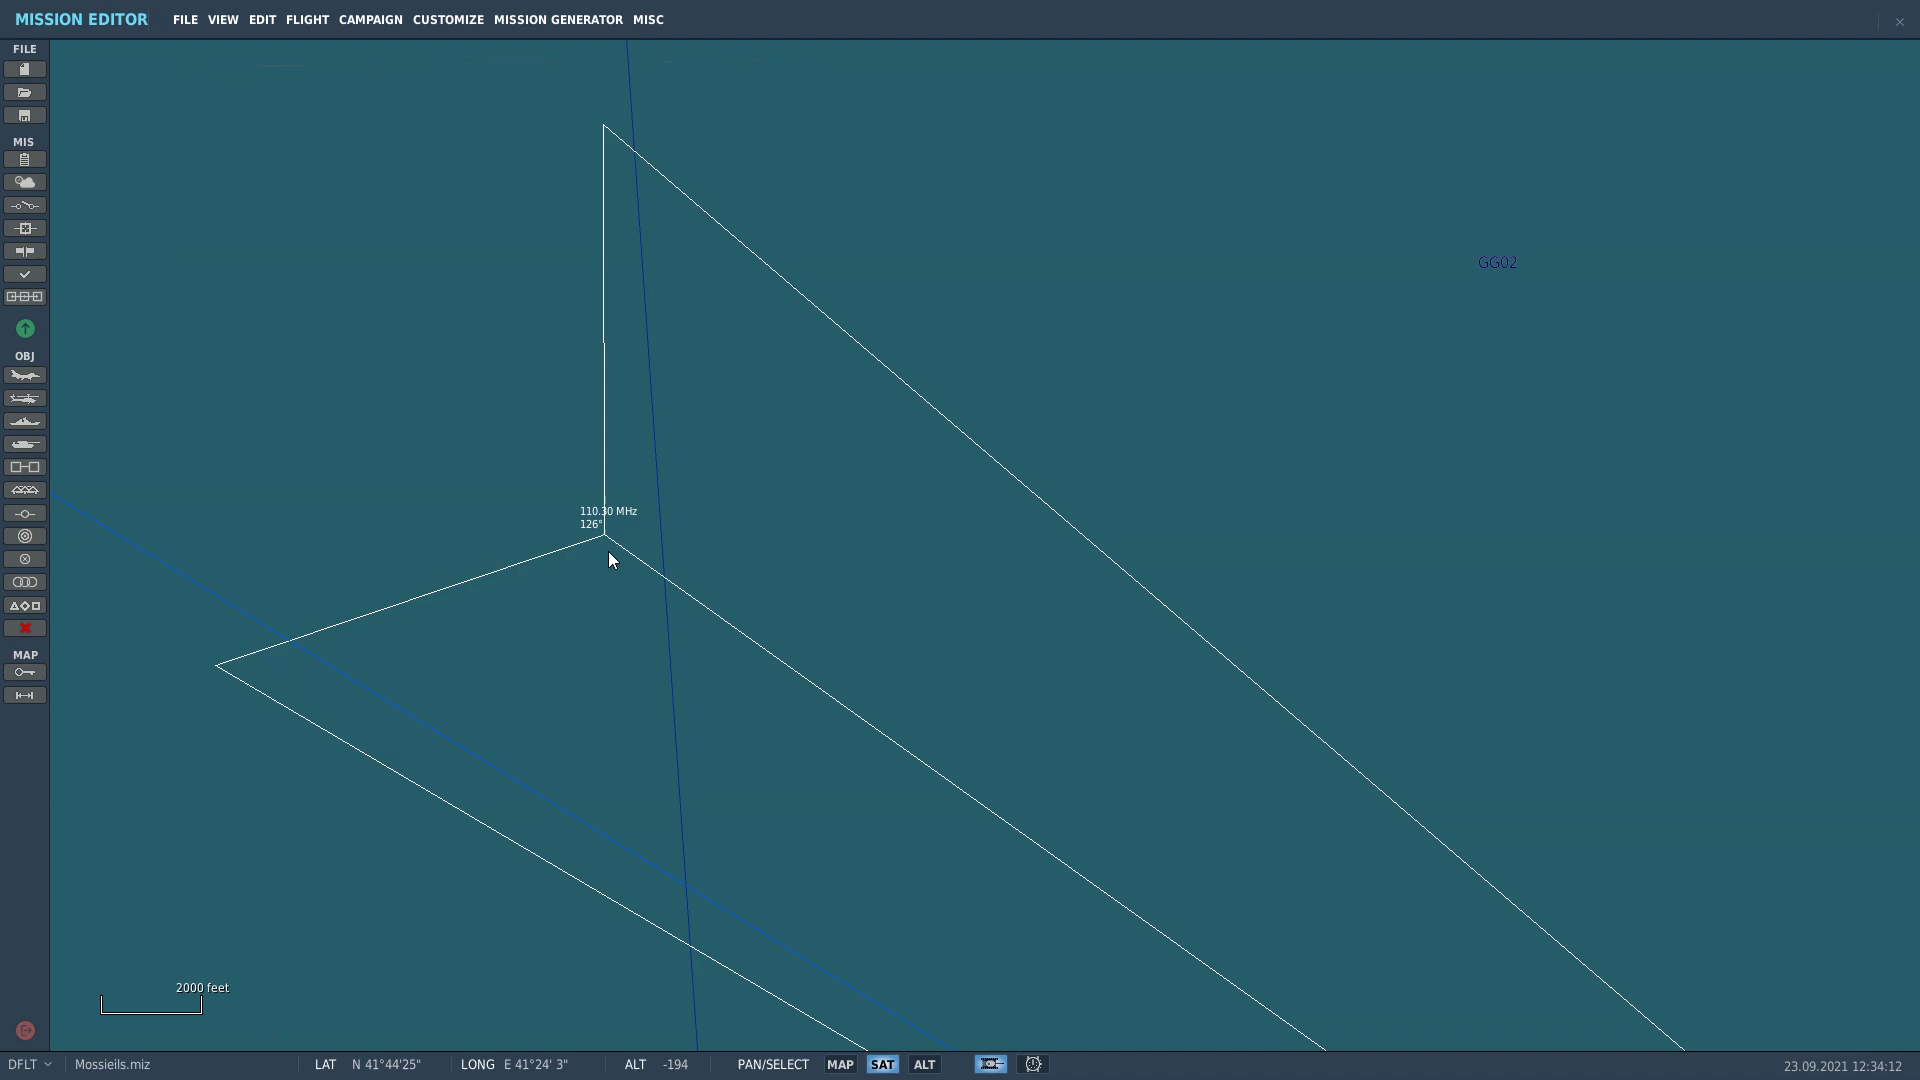 MISSION EDITOR
FILE VIEW EDIT FLIGHT CAMPAIGN CUSTOMIZE MISSION GENERATOR MISC
FILE
MIS
OBJ
MAP
GG02
110.30 MHz
126°
2000 feet
DFLT Mossieils.miz LAT N 41°44'25" LONG E 41°24' 3" ALT -194 PAN/SELECT MAP SAT ALT 23.09.2021 12:34:12